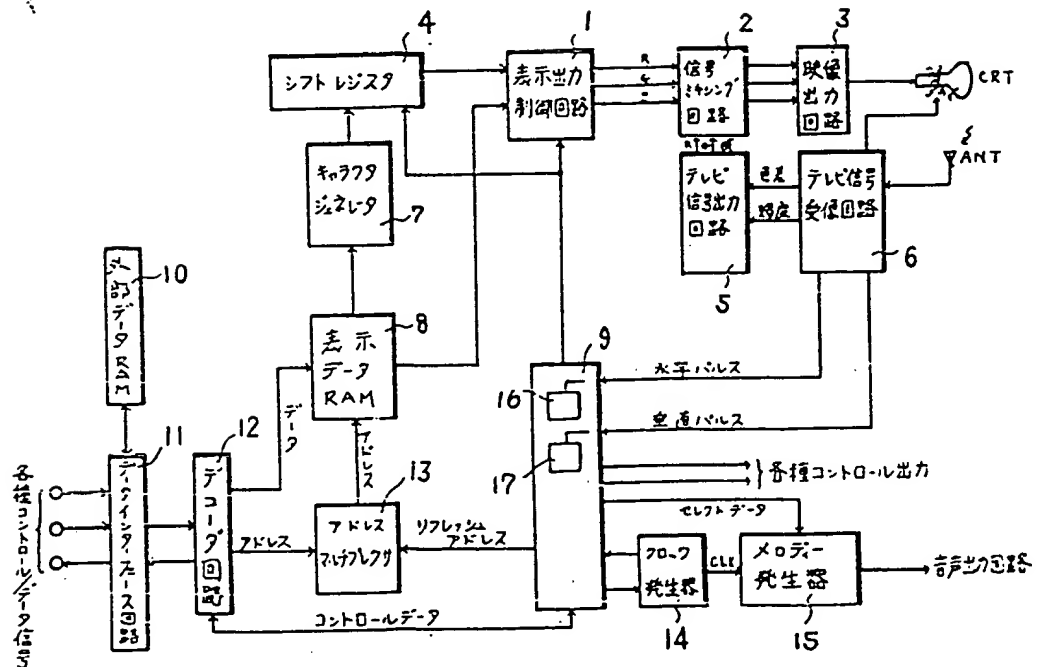 4
シフトレジスタ
1
表示出力
制御回路
R
G
B
2
信号
ミキシング
回路
3
映像
出力
回路
CRT
ANT
キャラクタ
ジェネレータ
7
テレビ
信号出力
回路
5
色差
輝度
テレビ信号
受像回路
6
外部データRAM
10
表示
データ
RAM
8
9
水平パルス
16
垂直パルス
17
各種コントロール出力
データ
アドレス
各種コントロール/データ信号
データインターフェース回路
11
デコーダ回路
12
アドレス
アドレス
マルチプレクサ
13
リフレッシュ
アドレス
セレクトデータ
クロック
発生器
14
CLK
メロディー
発生器
15
音声出力回路
コントロールデータ